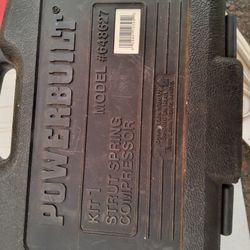 POWERBUILT
KIT 1
STRUT SPRING
COMPRESSOR
MODEL #648627